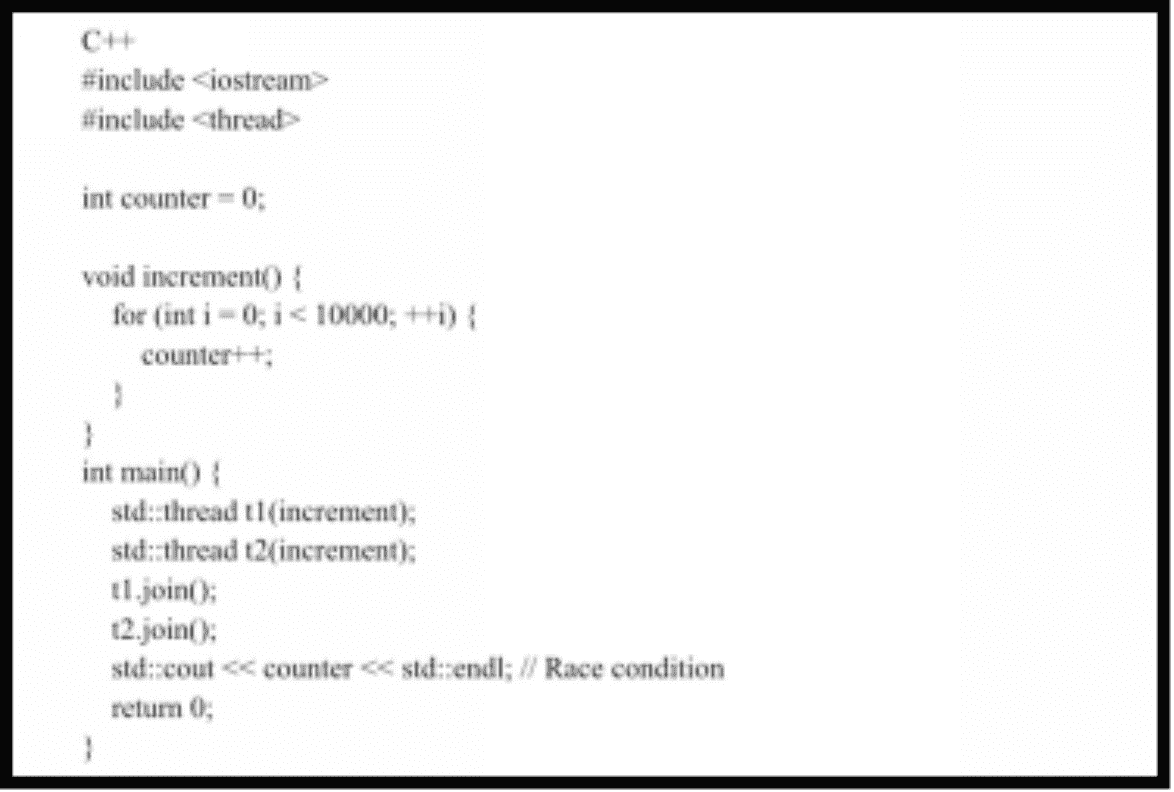 C++
#include <iostream>
#include <thread>
int counter = 0;
void increment() {
for (int i = 0; i < 10000; ++i) {
counter++;
}
}
int main() {
std::thread t1(increment);
std::thread t2(increment);
t1.join();
t2.join();
std::cout << counter << std::endl; // Race condition
return 0;
}